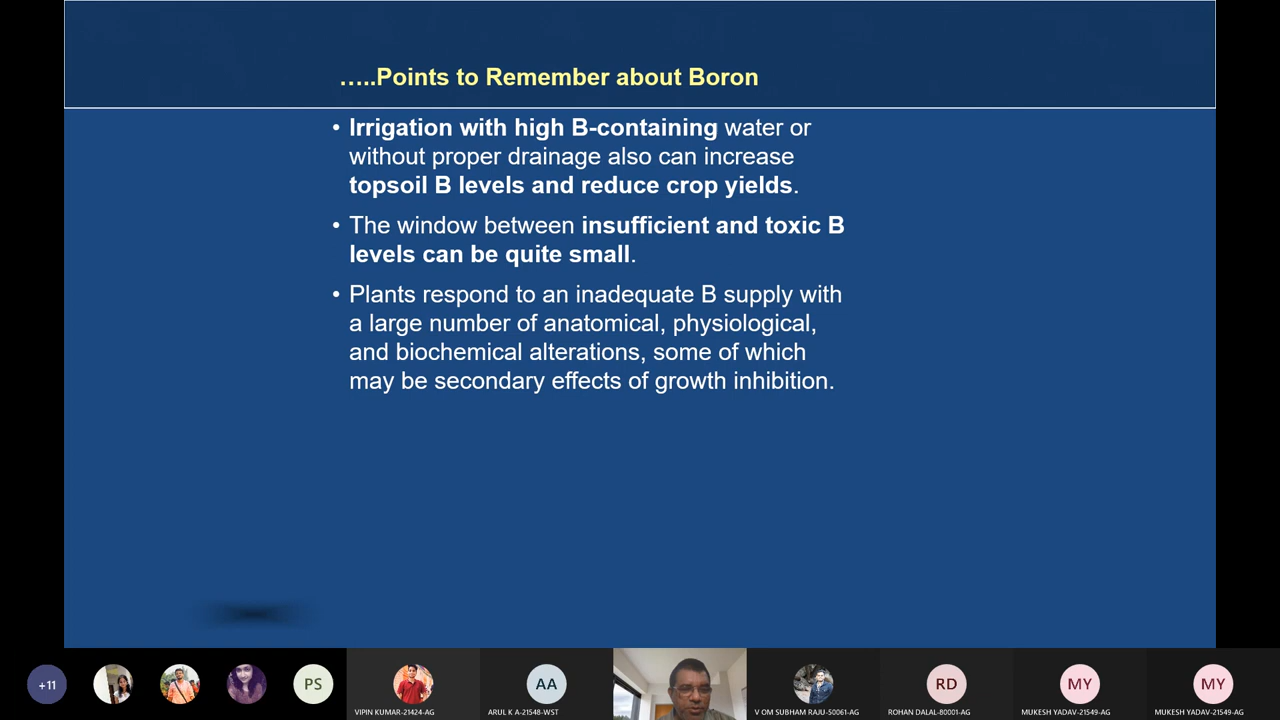 …..Points to Remember about Boron
• Irrigation with high B-containing water or
without proper drainage also can increase
topsoil B levels and reduce crop yields.
• The window between insufficient and toxic B
levels can be quite small.
• Plants respond to an inadequate B supply with
a large number of anatomical, physiological,
and biochemical alterations, some of which
may be secondary effects of growth inhibition.
+11
PS
AA
RD
MY
MY
VIPIN KUMAR-21424-AG
ARUL K A-21548-WST
V OM SUBHAM RAJU-50061-AG
ROHAN DALAL-80001-AG
MUKESH YADAV-21549-AG
MUKESH YADAV-21549-AG